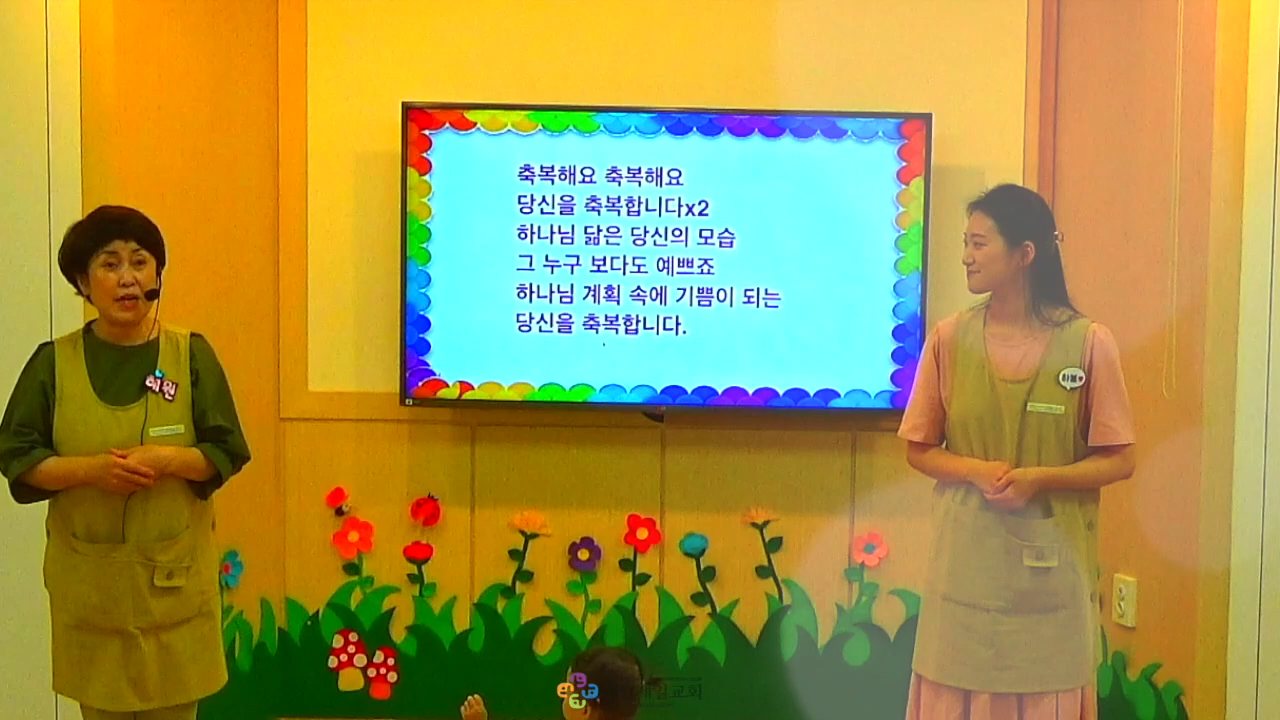 축복해요 축복해요
당신을 축복합니다x2
하나님 닮은 당신의 모습
그 누구 보다도 예쁘죠
하나님 계획 속에 기쁨이 되는
당신을 축복합니다.
혜원